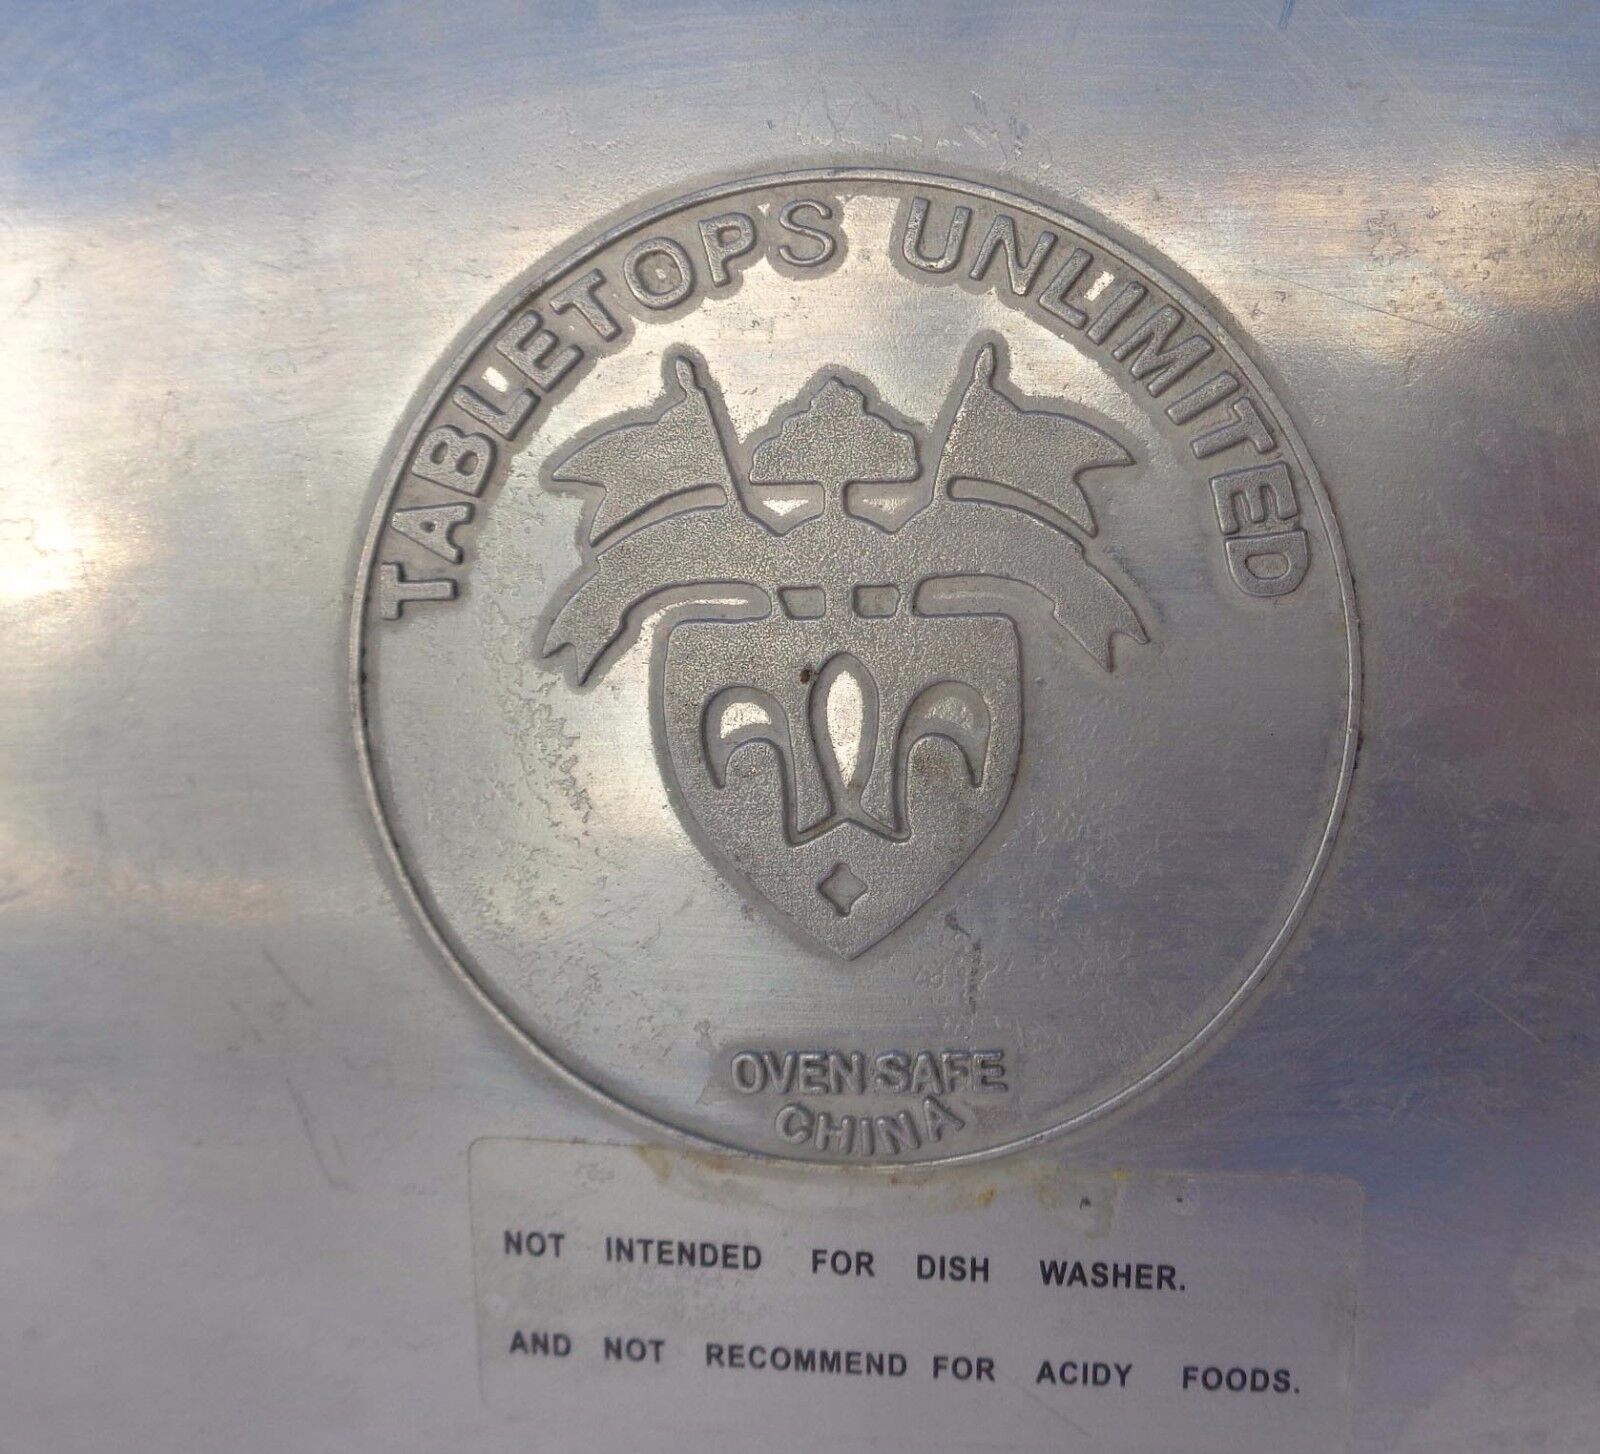 TABLETOPS UNLIMITED
OVEN SAFE
CHINA
NOT INTENDED FOR DISH WASHER.
AND NOT RECOMMEND FOR ACIDY FOODS.